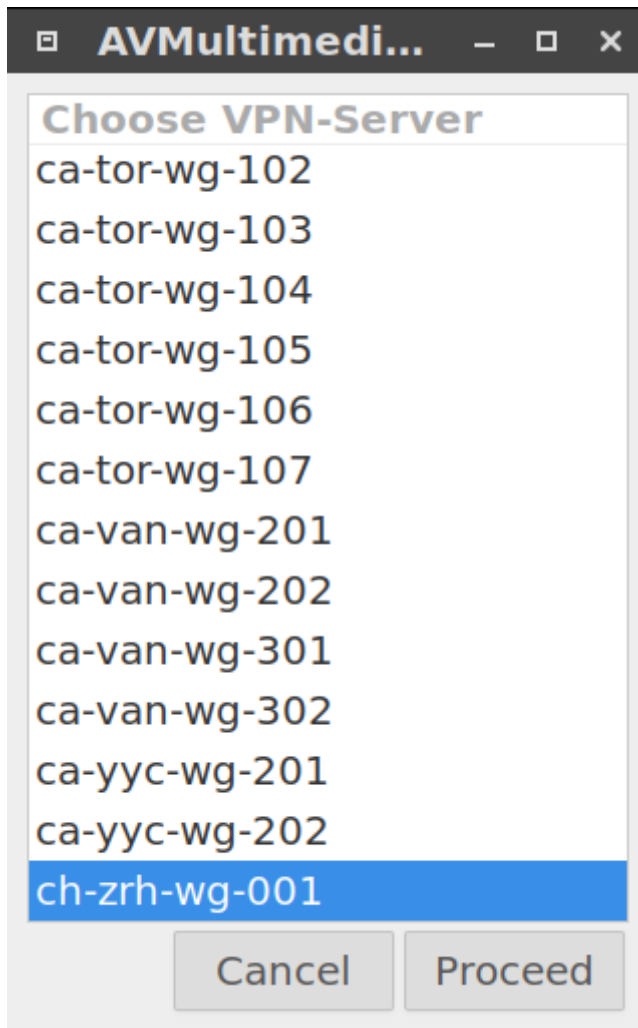 AVMultimedi...
Choose VPN-Server
ca-tor-wg-102
ca-tor-wg-103
ca-tor-wg-104
ca-tor-wg-105
ca-tor-wg-106
ca-tor-wg-107
ca-van-wg-201
ca-van-wg-202
ca-van-wg-301
ca-van-wg-302
ca-yyc-wg-201
ca-yyc-wg-202
ch-zrh-wg-001
Cancel Proceed